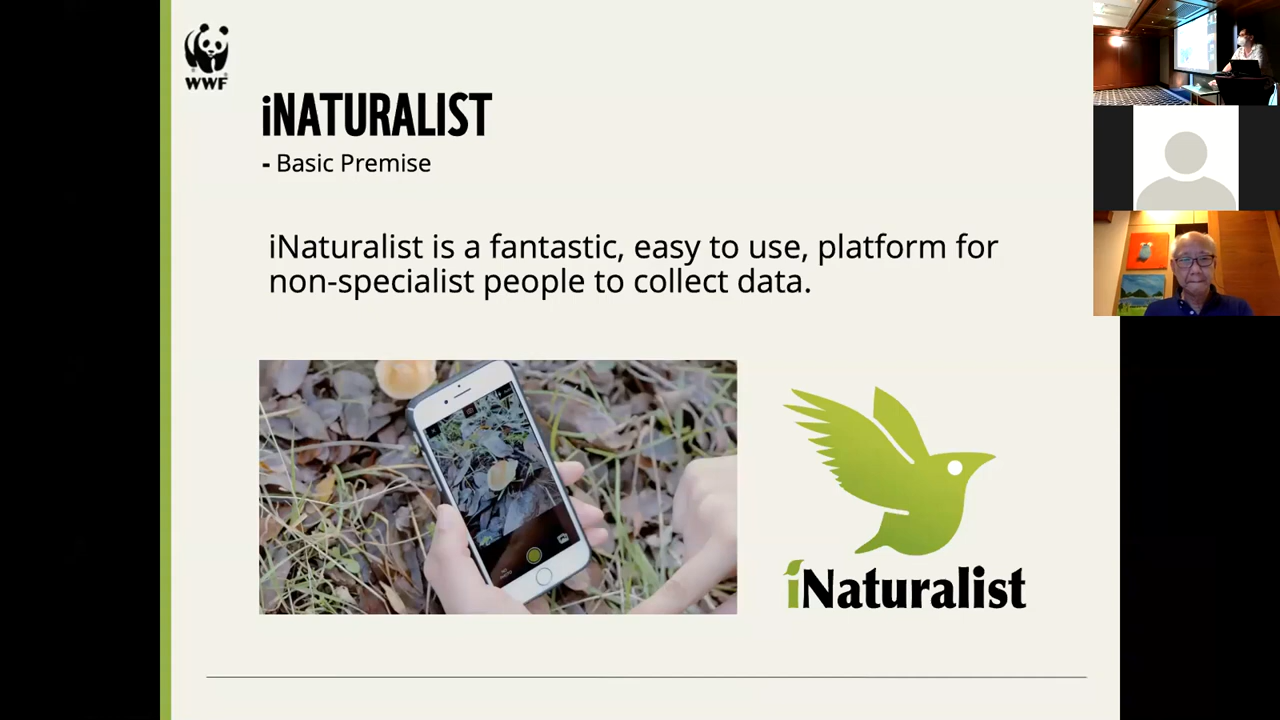 WWF
iNATURALIST
- Basic Premise
iNaturalist is a fantastic, easy to use, platform for
non-specialist people to collect data.
iNaturalist